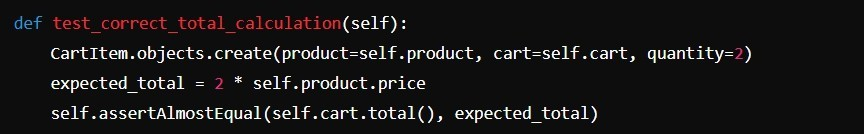 def test_correct_total_calculation(self):
    CartItem.objects.create(product=self.product, cart=self.cart, quantity=2)
    expected_total = 2 * self.product.price
    self.assertAlmostEqual(self.cart.total(), expected_total)